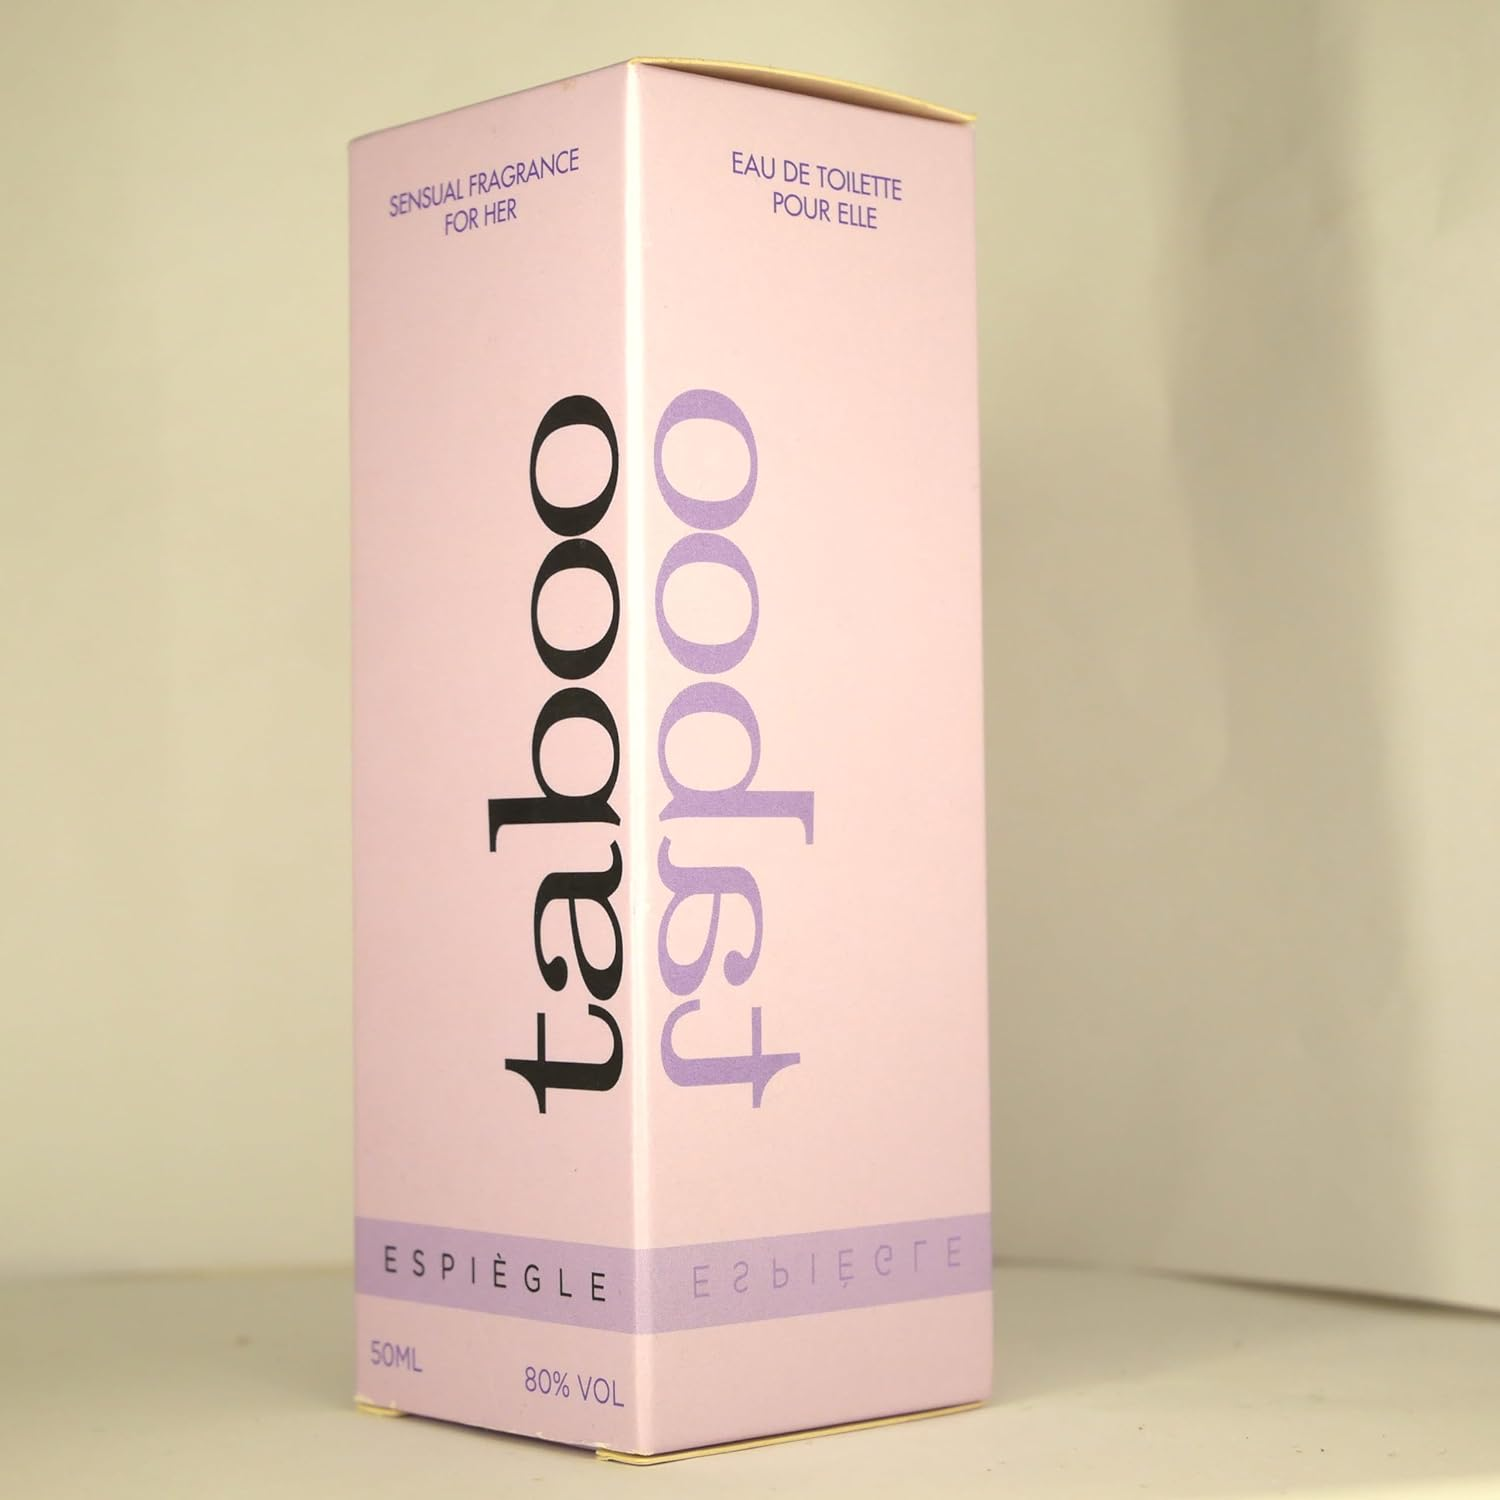 SENSUAL FRAGRANCE
FOR HER
taboo
ESPIÈGLE
50ML
80% VOL
EAU DE TOILETTE
POUR ELLE
taboo
ESPIÈGLE